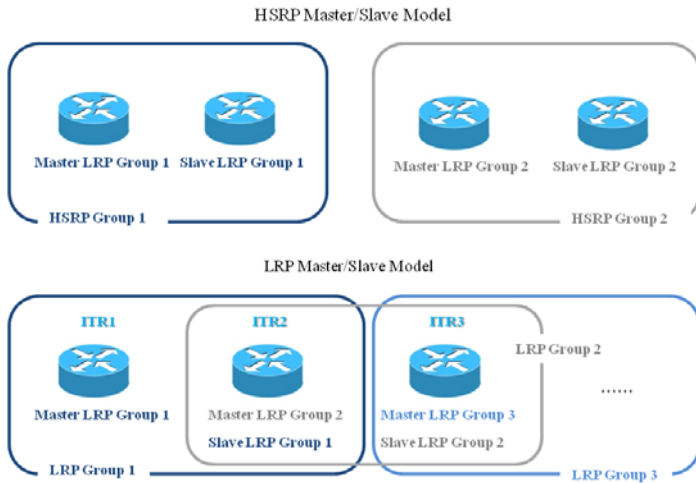 HSRP Master/Slave Model
Master LRP Group 1 Slave LRP Group 1
Master LRP Group 2 Slave LRP Group 2
HSRP Group 1
HSRP Group 2
LRP Master/Slave Model
ITR1 ITR2 ITR3
LRP Group 2
......
Master LRP Group 1 Master LRP Group 2 Master LRP Group 3
Slave LRP Group 1 Slave LRP Group 2
LRP Group 1
LRP Group 3